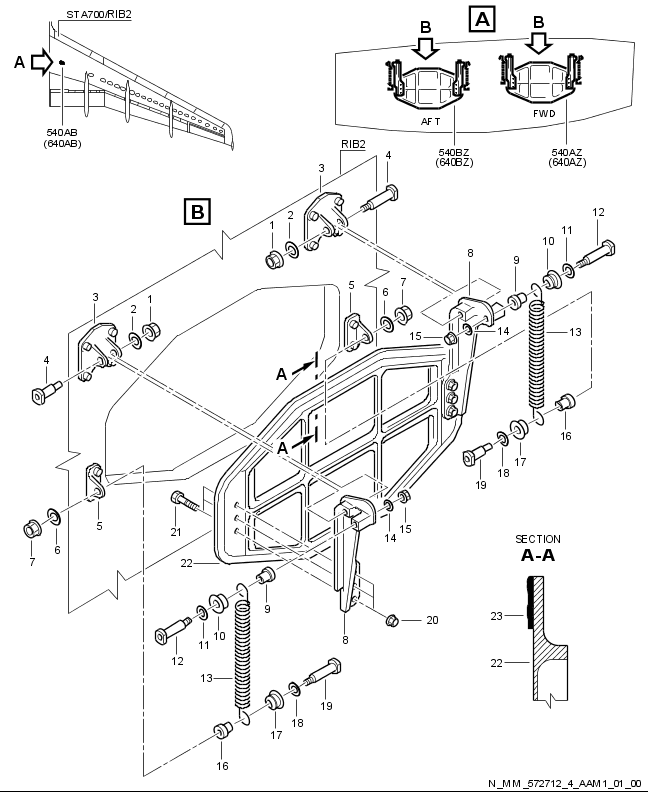 STA700/RIB2
A
540AB
(640AB)
A
B
B
AFT
FWD
540BZ
(640BZ)
540AZ
(640AZ)
RIB2
B
3
4
1
2
12
11
10
9
8
3
2
1
5
6
7
15
14
13
4
A
A
16
17
18
19
5
6
7
21
14
15
22
9
10
11
12
8
20
13
19
18
17
16
SECTION
A-A
23
22
N_MM_572712_4_AAM1_01_00